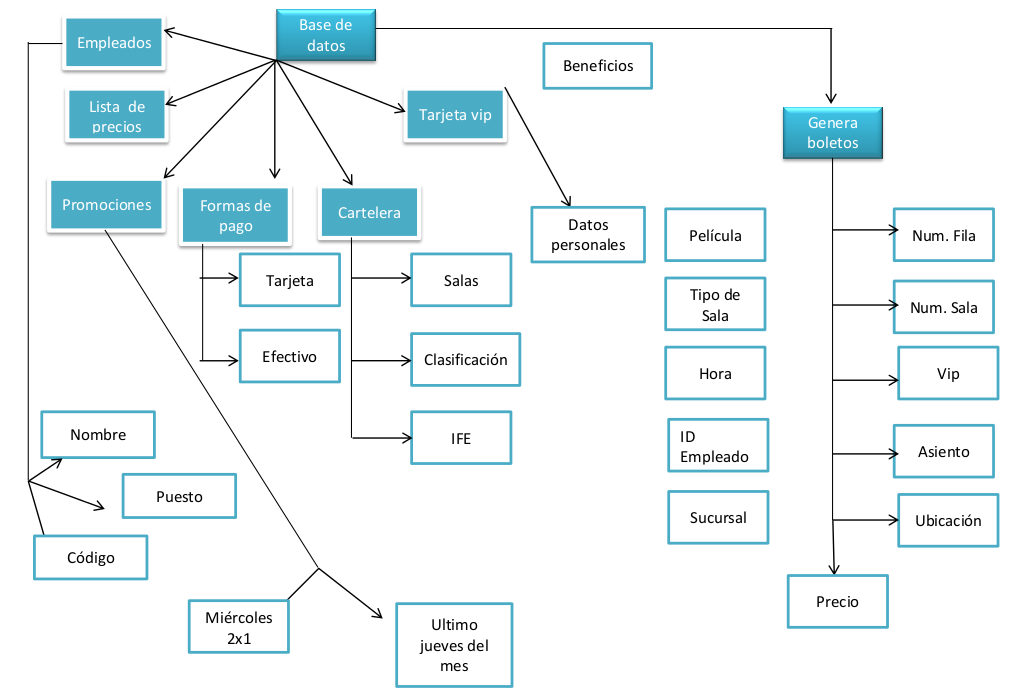 Base de
datos
Empleados
Beneficios
Lista  de
precios
Tarjeta vip
Genera
boletos
Promociones
Formas de
pago
Cartelera
Datos
personales
Película
Num. Fila
Tarjeta
Salas
Tipo de
Sala
Num. Sala
Efectivo
Clasificación
Hora
Vip
Nombre
IFE
ID
Empleado
Asiento
Puesto
Sucursal
Ubicación
Código
Precio
Miércoles
2x1
Ultimo
jueves del
mes